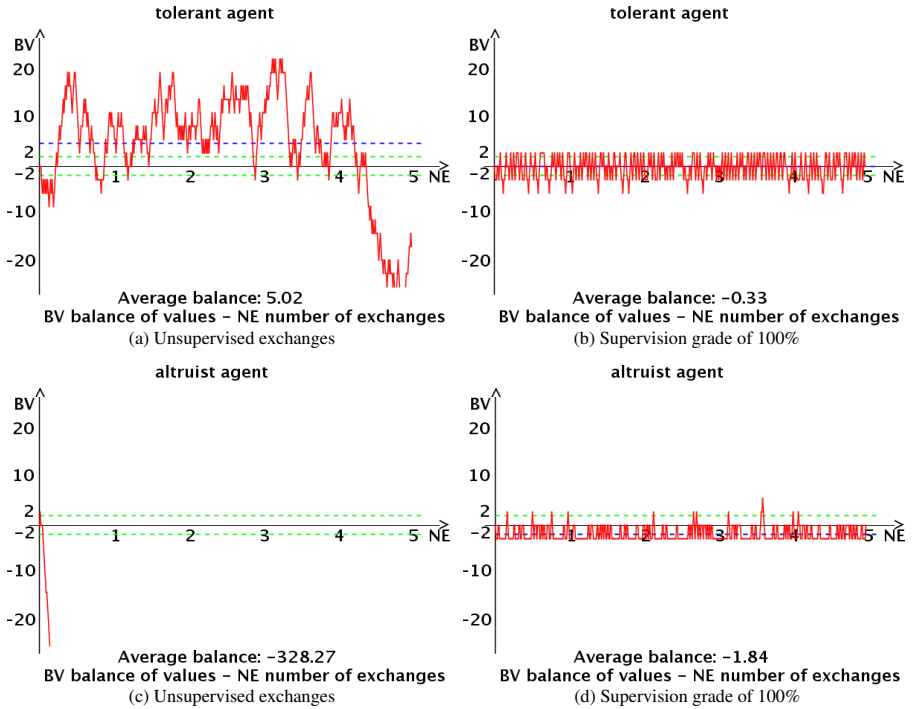 tolerant agent
BV
20
10
2
−2
-10
-20
1
2
3
4
5
NE
Average balance: 5.02
BV balance of values − NE number of exchanges
(a) Unsupervised exchanges
tolerant agent
BV
20
10
2
−2
-10
-20
1
2
3
4
5
NE
Average balance: −0.33
BV balance of values − NE number of exchanges
(b) Supervision grade of 100%
altruist agent
BV
20
10
2
−2
-10
-20
1
2
3
4
5
NE
Average balance: −328.27
BV balance of values − NE number of exchanges
(c) Unsupervised exchanges
altruist agent
BV
20
10
2
−2
-10
-20
1
2
3
4
5
NE
Average balance: −1.84
BV balance of values − NE number of exchanges
(d) Supervision grade of 100%